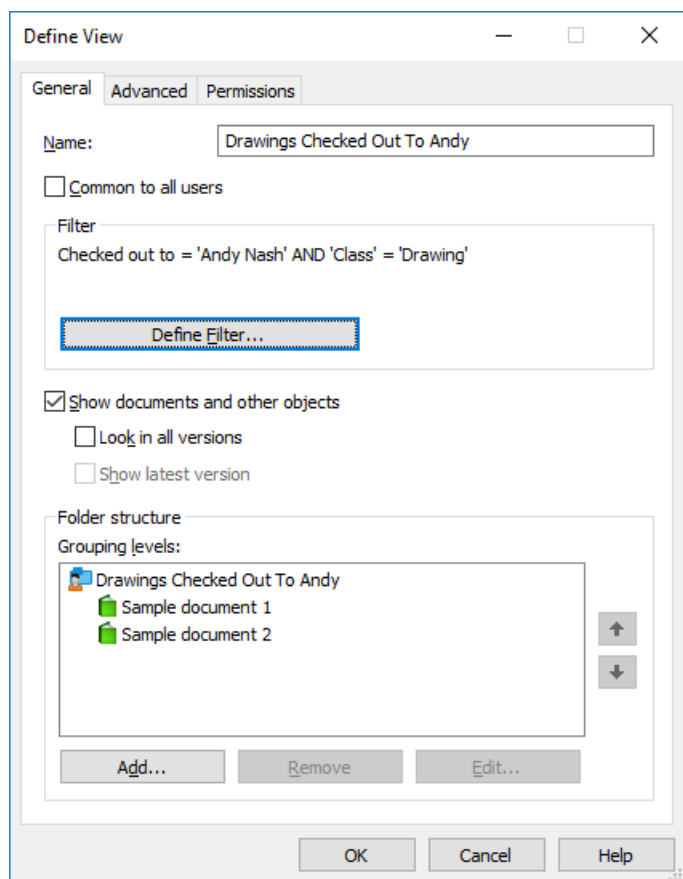 Define View
General Advanced Permissions
Name: Drawings Checked Out To Andy
Common to all users
Filter
Checked out to = 'Andy Nash' AND 'Class' = 'Drawing'
Define Filter...
Show documents and other objects
Look in all versions
Show latest version
Folder structure
Grouping levels:
Drawings Checked Out To Andy
Sample document 1
Sample document 2
Add... Remove Edit...
OK Cancel Help